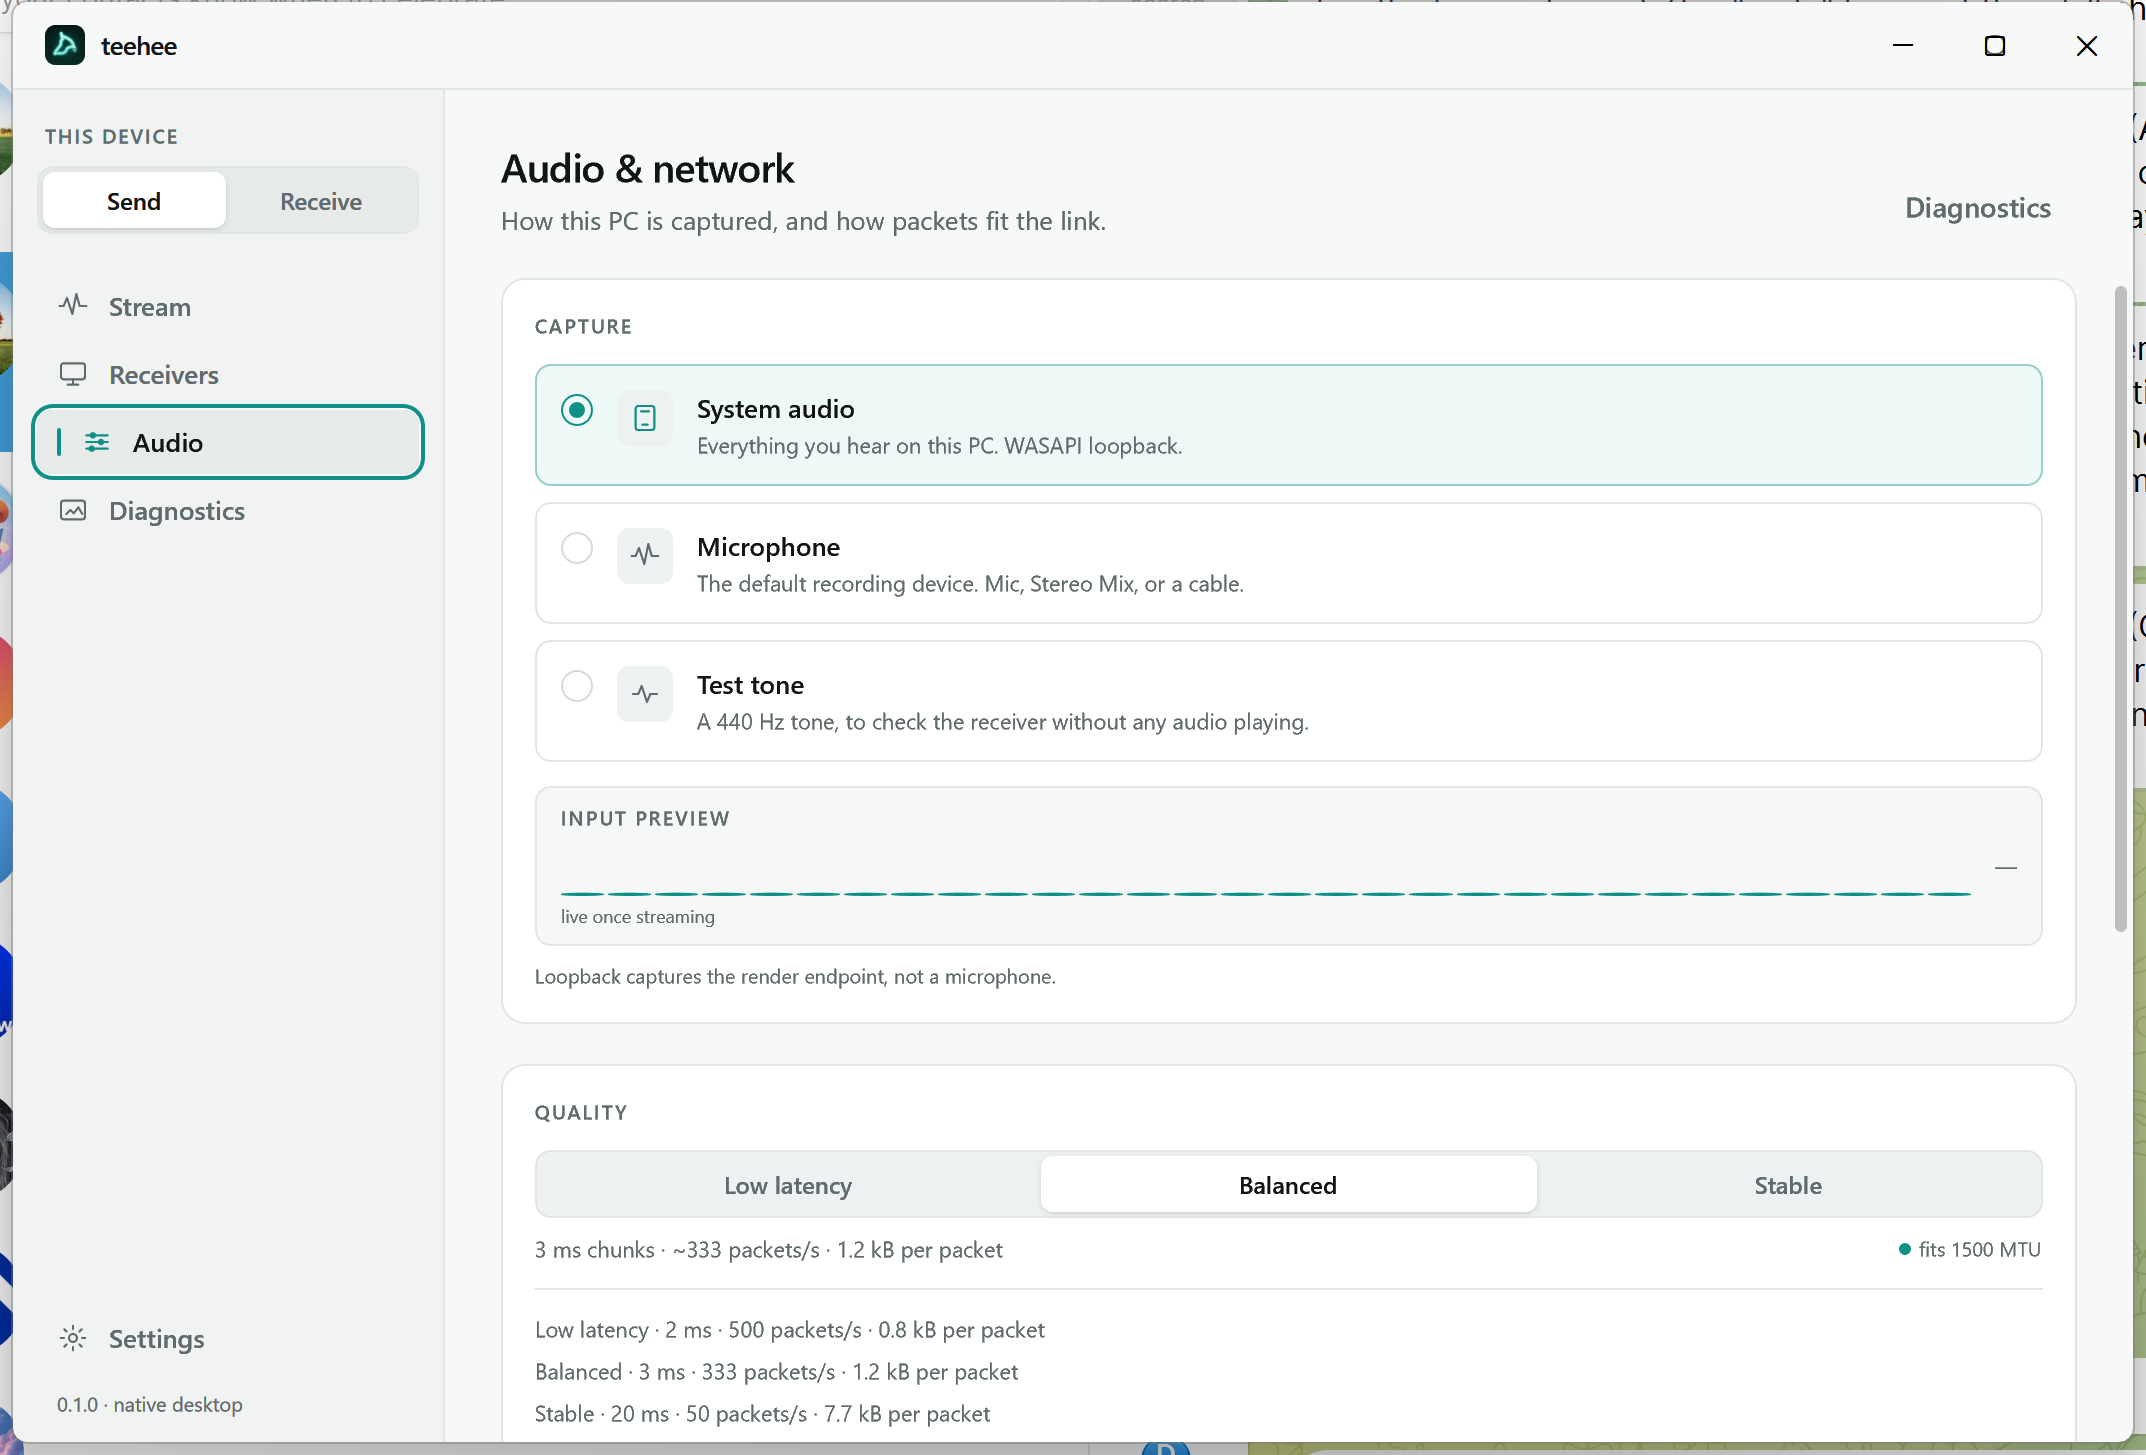 teehee
THIS DEVICE
Send
Receive
Stream
Receivers
Audio
Diagnostics
Settings
0.1.0 · native desktop
Audio & network
How this PC is captured, and how packets fit the link.
Diagnostics
CAPTURE
System audio
Everything you hear on this PC. WASAPI loopback.
Microphone
The default recording device. Mic, Stereo Mix, or a cable.
Test tone
A 440 Hz tone, to check the receiver without any audio playing.
INPUT PREVIEW
—
live once streaming
Loopback captures the render endpoint, not a microphone.
QUALITY
Low latency
Balanced
Stable
3 ms chunks · ~333 packets/s · 1.2 kB per packet
fits 1500 MTU
Low latency · 2 ms · 500 packets/s · 0.8 kB per packet
Balanced · 3 ms · 333 packets/s · 1.2 kB per packet
Stable · 20 ms · 50 packets/s · 7.7 kB per packet